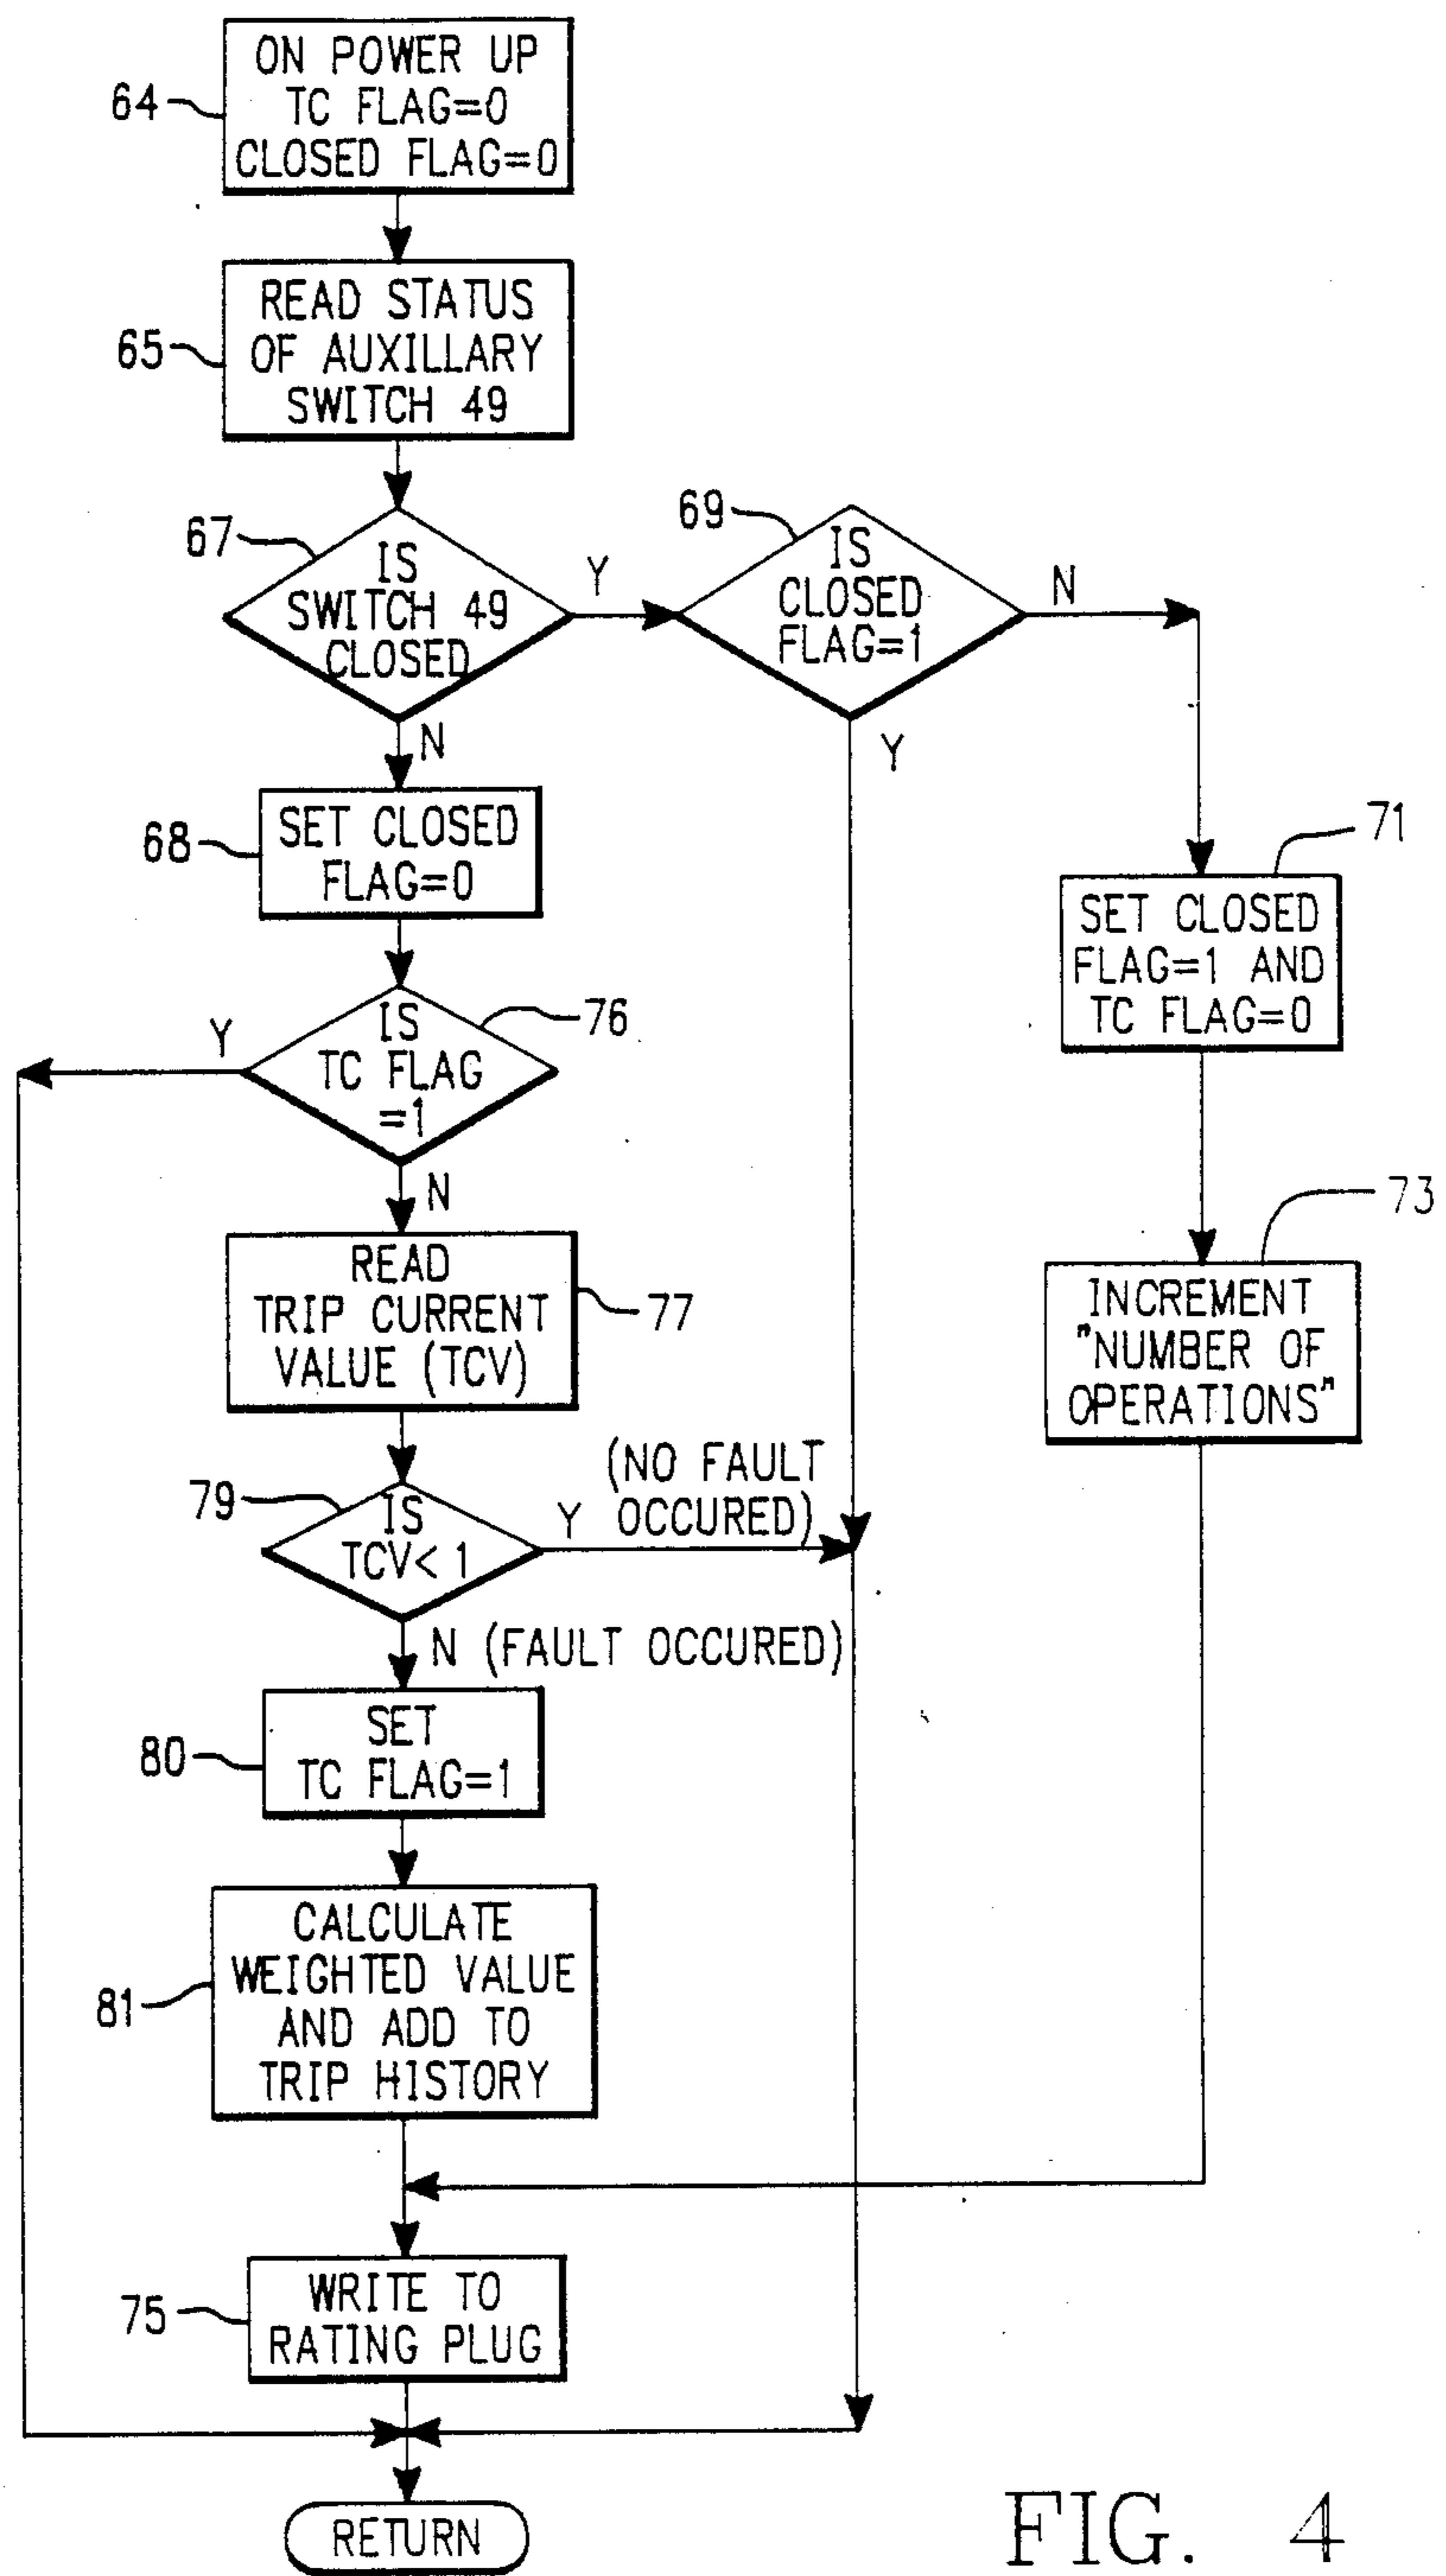 ON POWER UP
TC FLAG=0
CLOSED FLAG=0
64
READ STATUS
OF AUXILLARY
SWITCH 49
65
67
IS
SWITCH 49
CLOSED
Y
N
69
IS
CLOSED
FLAG=1
N
Y
SET CLOSED
FLAG=0
68
71
SET CLOSED
FLAG=1 AND
TC FLAG=0
IS
TC FLAG
=1
76
Y
N
73
INCREMENT
"NUMBER OF
OPERATIONS"
READ
TRIP CURRENT
VALUE (TCV)
77
79
IS
TCV< 1
Y
(NO FAULT
OCCURED)
N (FAULT OCCURED)
SET
TC FLAG=1
80
CALCULATE
WEIGHTED VALUE
AND ADD TO
TRIP HISTORY
81
WRITE TO
RATING PLUG
75
RETURN
FIG. 4